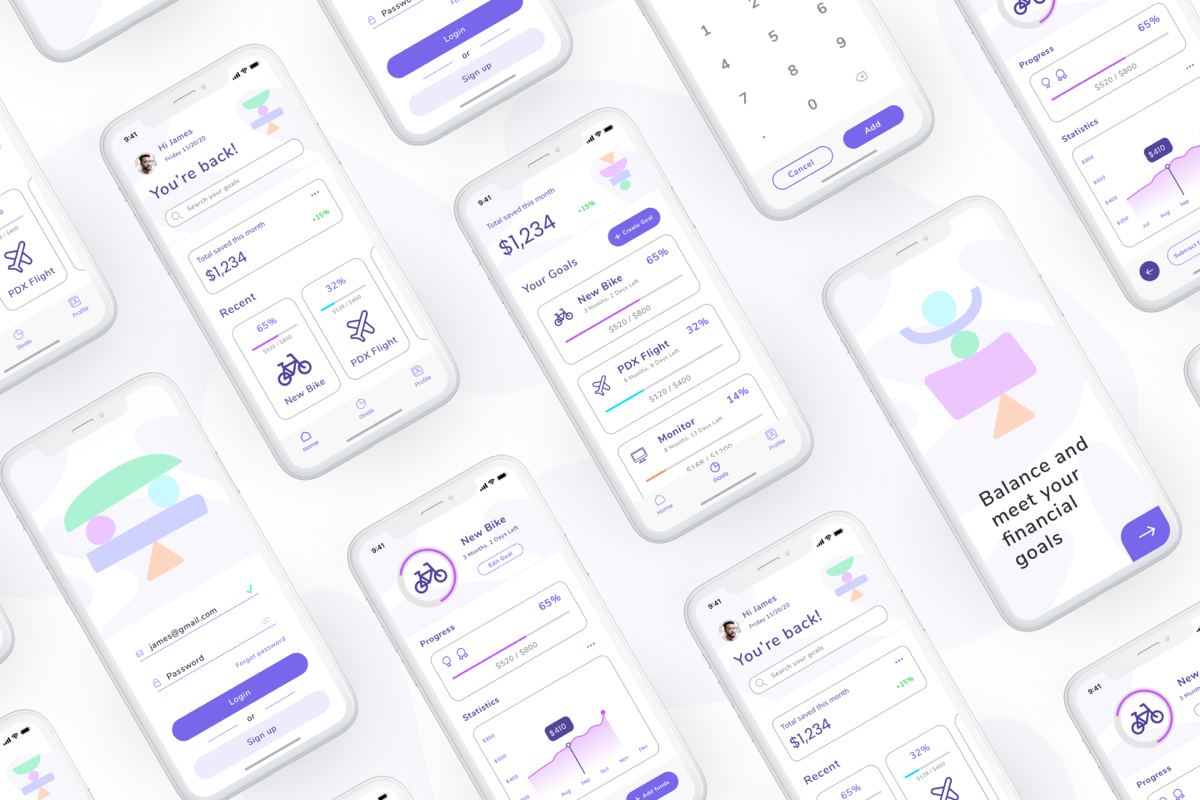 Password
Forgot password
Login
or
Sign up
1
2
4
5
6
7
8
9
.
0
Cancel
Add
Progress
65%
$520 / $800
Statistics
$800
$600
$400
$200
$410
Jul
Aug
Sep
Subtract
PDX Flight
Goals
Profile
9:41
Hi James
Friday 11/20/20
You're back!
Search your goals
Total saved this month
$1,234
+15%
Recent
65%
$520 / $800
New Bike
32%
$128 / $400
PDX Flight
Home
Goals
Profile
9:41
Total saved this month
$1,234
+15%
+ Create Goal
Your Goals
New Bike
3 Months, 2 Days Left
65%
$520 / $800
PDX Flight
6 Months, 9 Days Left
32%
$120 / $400
Monitor
8 Months, 13 Days Left
14%
$168 / $1200
Home
Goals
Profile
Balance and
meet your
financial
goals
james@gmail.com
Password
Forgot password
Login
or
Sign up
9:41
New Bike
3 Months, 2 Days Left
Edit Goal
Progress
65%
$520 / $800
Statistics
$800
$600
$400
$410
Aug
Sep
Oct
Nov
Dec
+ Add funds
9:41
Hi James
Friday 11/20/20
You're back!
Search your goals
Total saved this month
$1,234
+15%
Recent
65%
32%
$128 / $400
9:41
New
3 Months
Progress